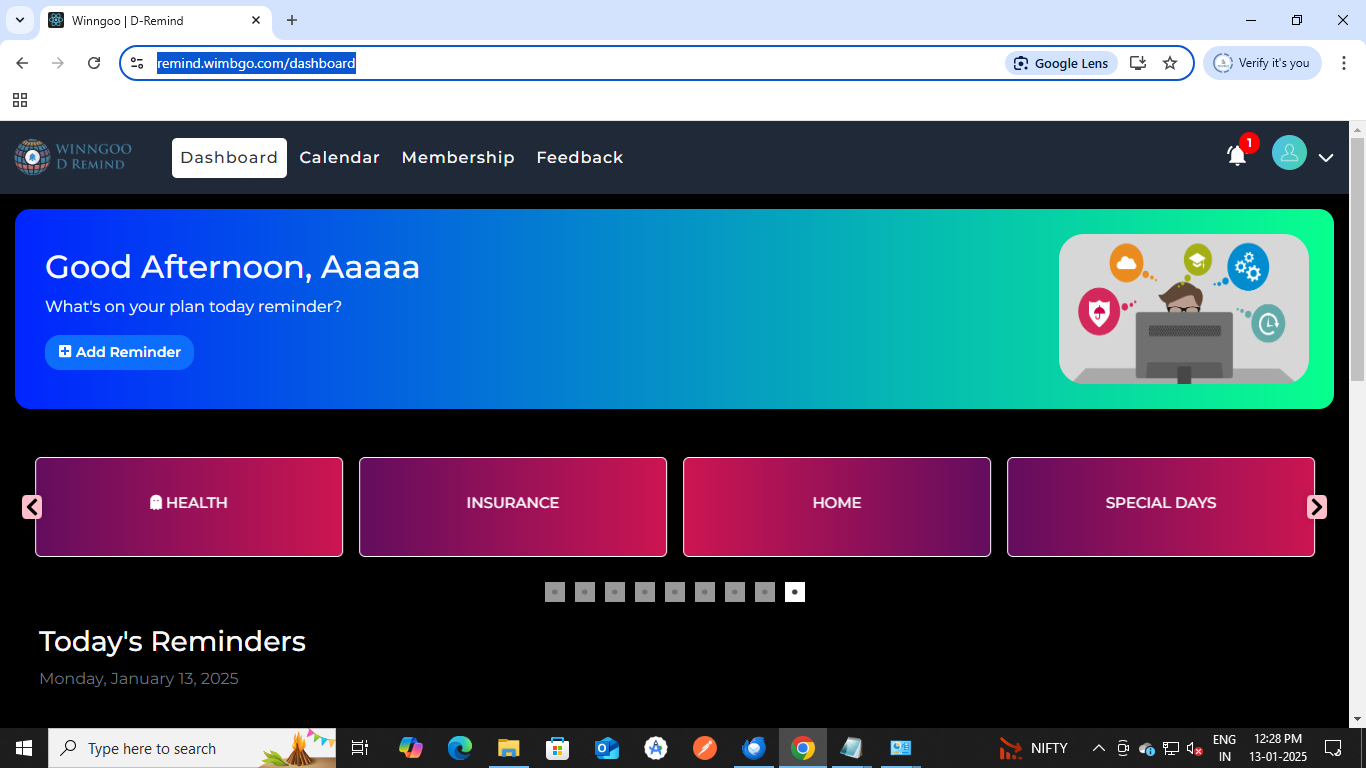 Winngoo | D-Remind
remind.wimbgo.com/dashboard
Google Lens
Verify it's you
WINNGOO
D REMIND
Dashboard
Calendar
Membership
Feedback
1
Good Afternoon, Aaaaa
What's on your plan today reminder?
Add Reminder
HEALTH
INSURANCE
HOME
SPECIAL DAYS
Today's Reminders
Monday, January 13, 2025
Type here to search
NIFTY
ENG
IN
12:28 PM
13-01-2025